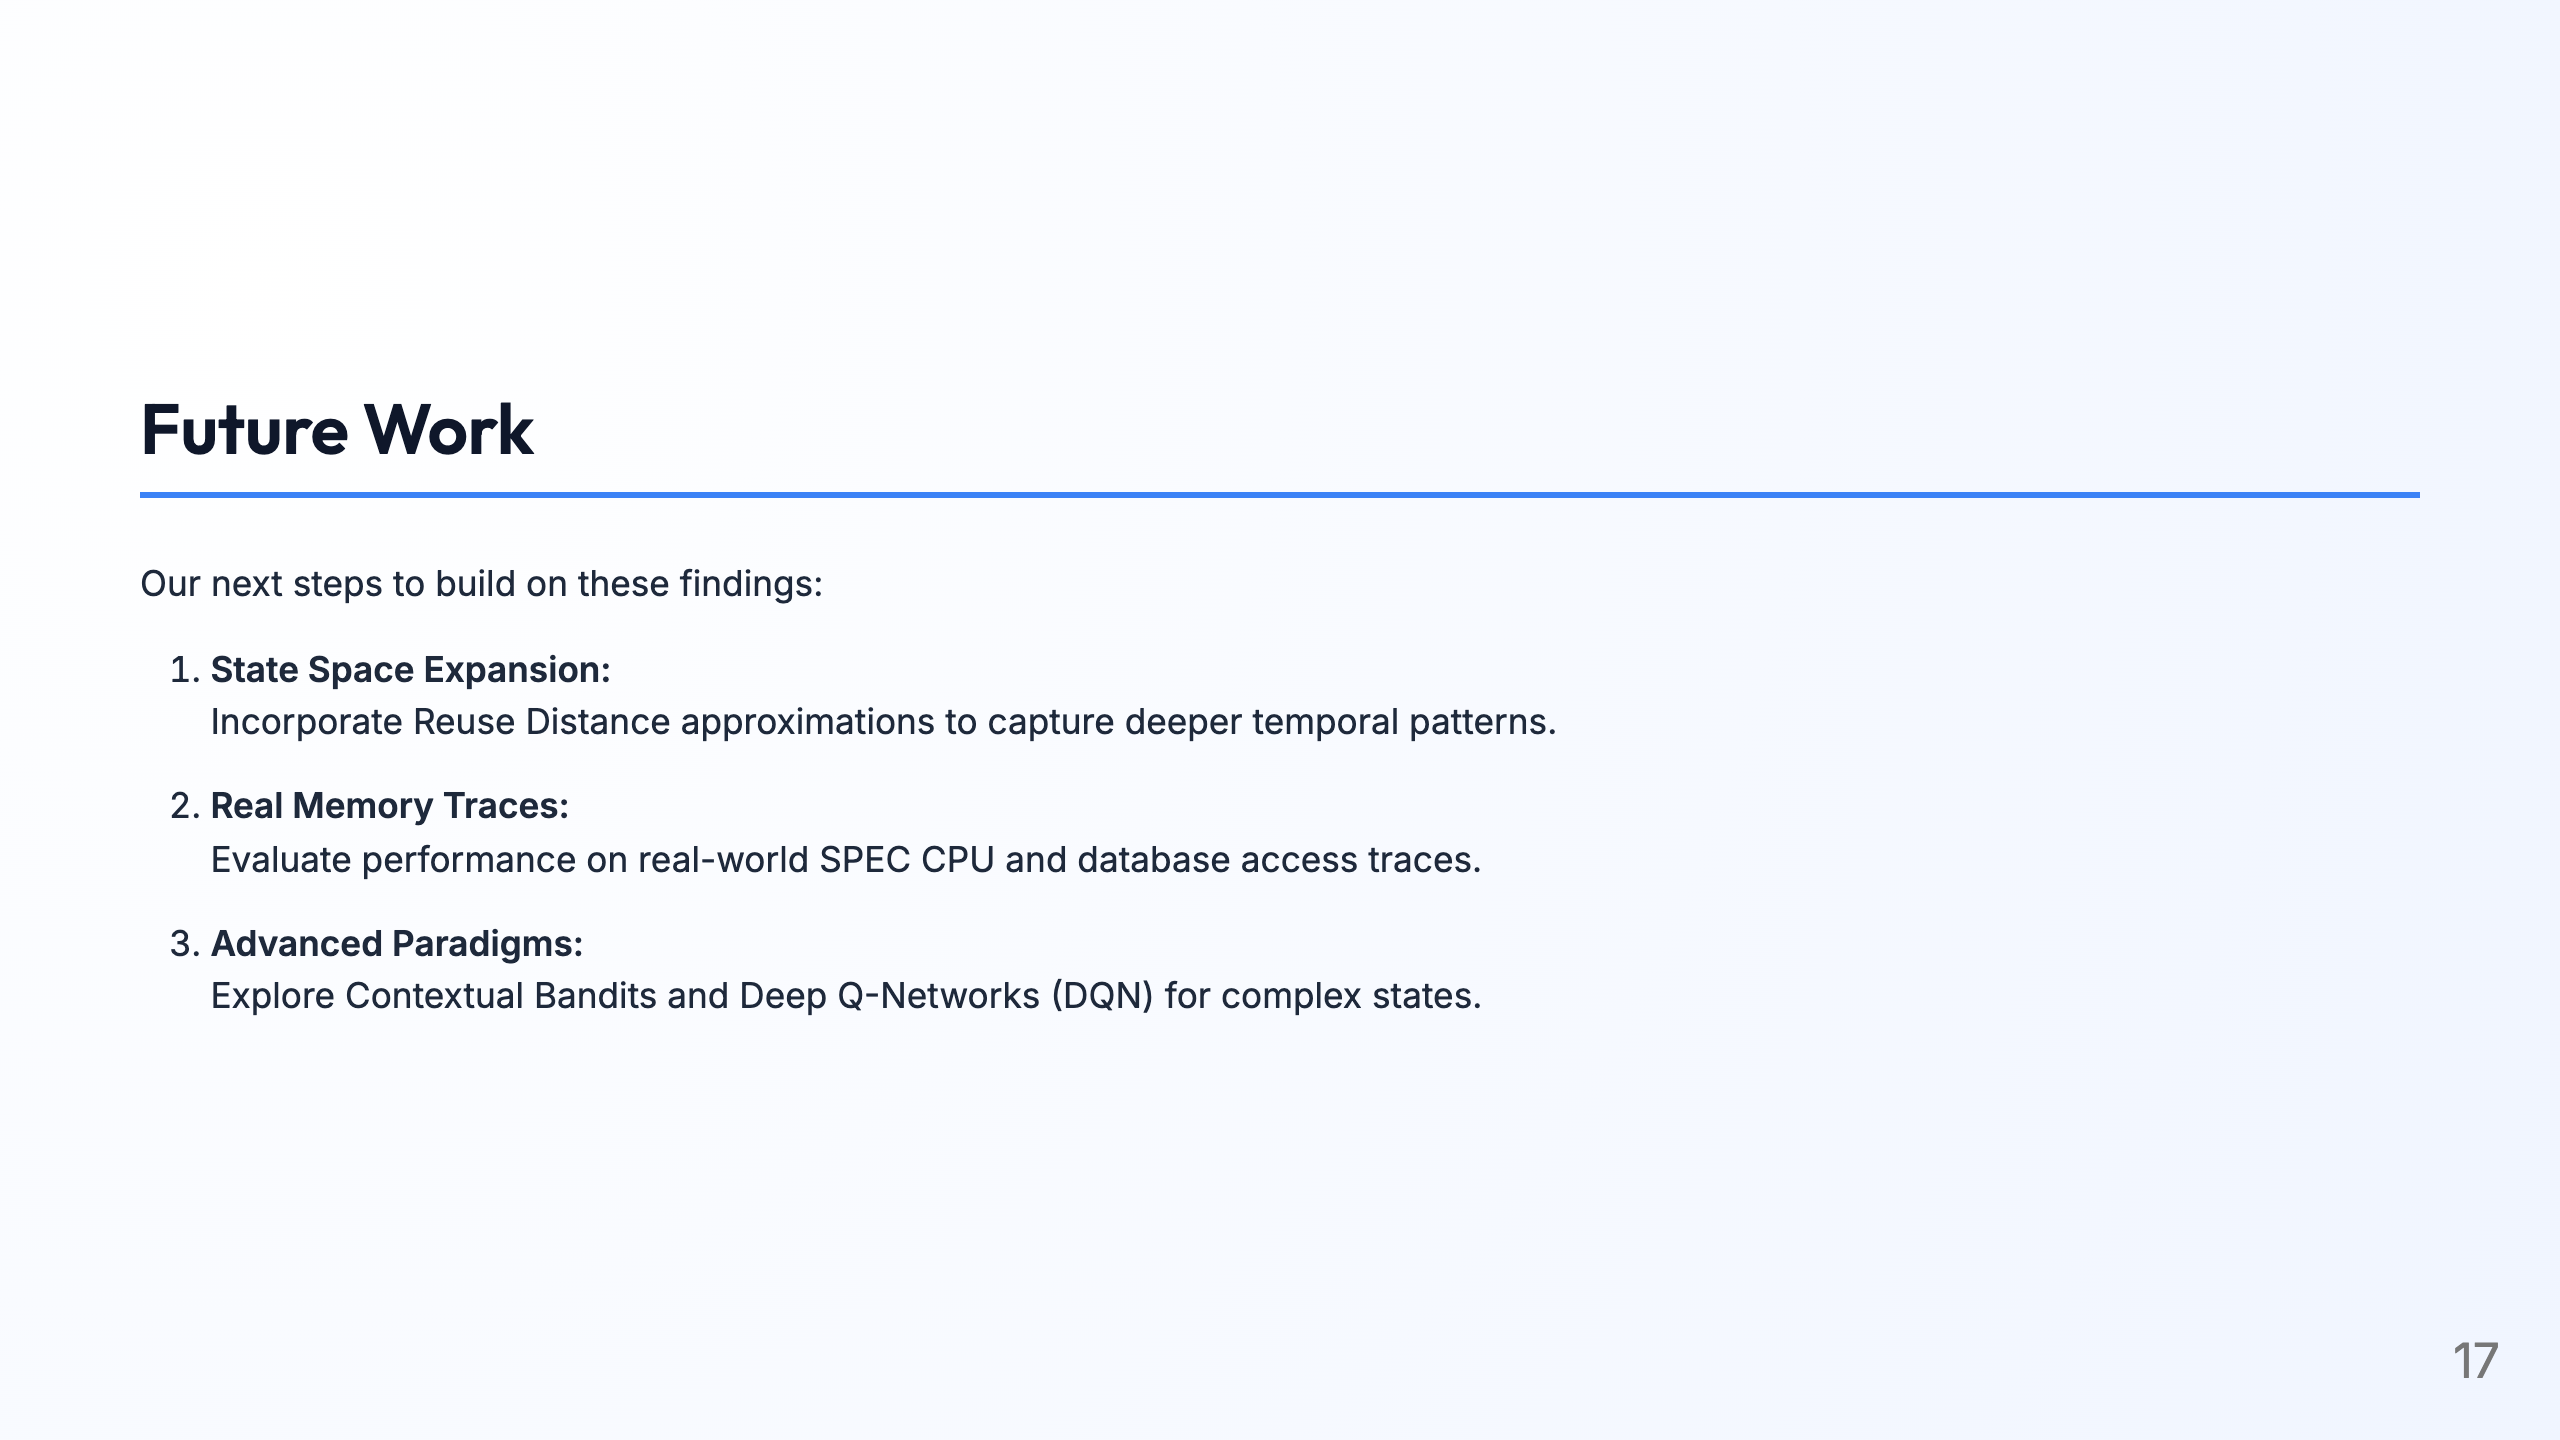 Future Work
Our next steps to build on these findings:
1. State Space Expansion:
Incorporate Reuse Distance approximations to capture deeper temporal patterns.
2. Real Memory Traces:
Evaluate performance on real-world SPEC CPU and database access traces.
3. Advanced Paradigms:
Explore Contextual Bandits and Deep Q-Networks (DQN) for complex states.
17